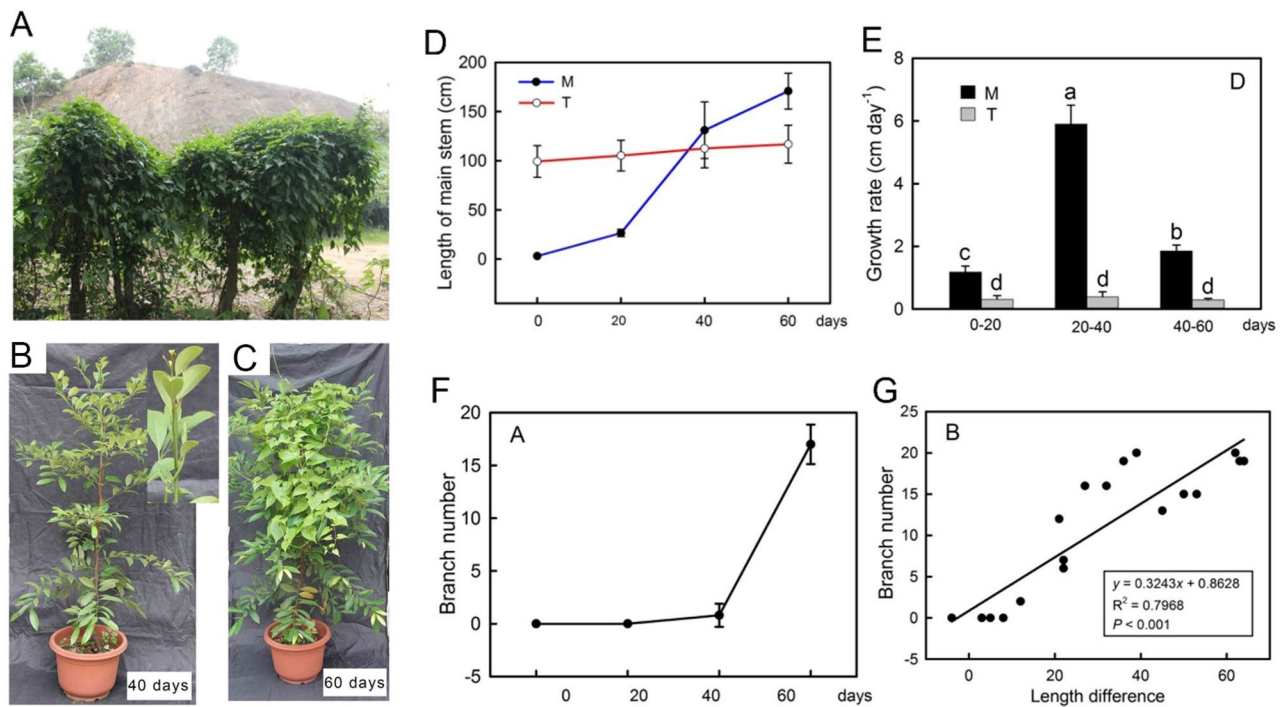 A
B
40 days
C
60 days
D
Length of main stem (cm)
200
150
100
50
0
M
T
0 20 40 60 days
E
Growth rate (cm day⁻¹)
8
6
4
2
0
D
M
T
c d a d b d
0-20 20-40 40-60 days
F
Branch number
20
15
10
5
0
-5
A
0 20 40 60 days
G
Branch number
25
20
15
10
5
0
-5
B
y = 0.3243x + 0.8628
R² = 0.7968
P < 0.001
0 20 40 60
Length difference